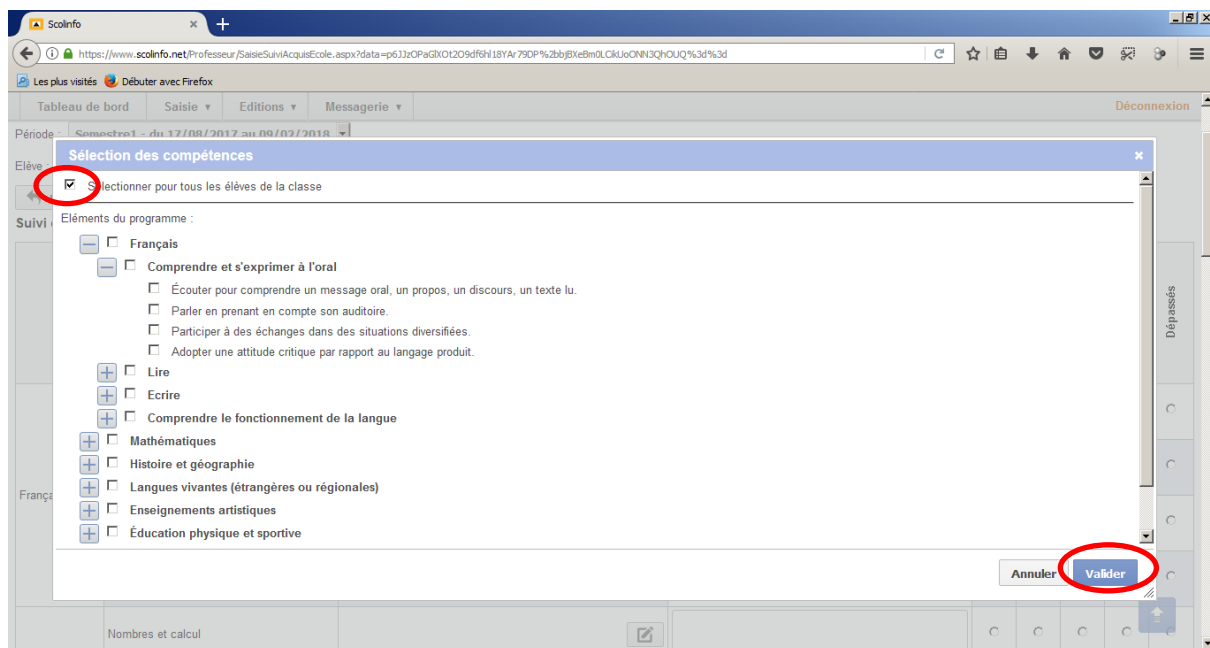 Scolinfo
https://www.scolinfo.net/Professeur/SaisieSuiviAcquisEcole.aspx?data=p6JJzOPaGlXOt2O9df6hl18YAr79DP%2bbjBXeBm0LCikUoONN3QhOUQ%3d%3d
Les plus visités Débuter avec Firefox
Tableau de bord Saisie Editions Messagerie Déconnexion
Période : Semestre1 - du 17/08/2017 au 09/02/2018
Elève :
Sélection des compétences
Sélectionner pour tous les élèves de la classe
Suivi
Eléments du programme :
Français
Comprendre et s'exprimer à l'oral
Écouter pour comprendre un message oral, un propos, un discours, un texte lu.
Parler en prenant en compte son auditoire.
Participer à des échanges dans des situations diversifiées.
Adopter une attitude critique par rapport au langage produit.
Dépassés
Lire
Ecrire
Comprendre le fonctionnement de la langue
Mathématiques
Histoire et géographie
Langues vivantes (étrangères ou régionales)
França
Enseignements artistiques
Éducation physique et sportive
Annuler Valider
Nombres et calcul